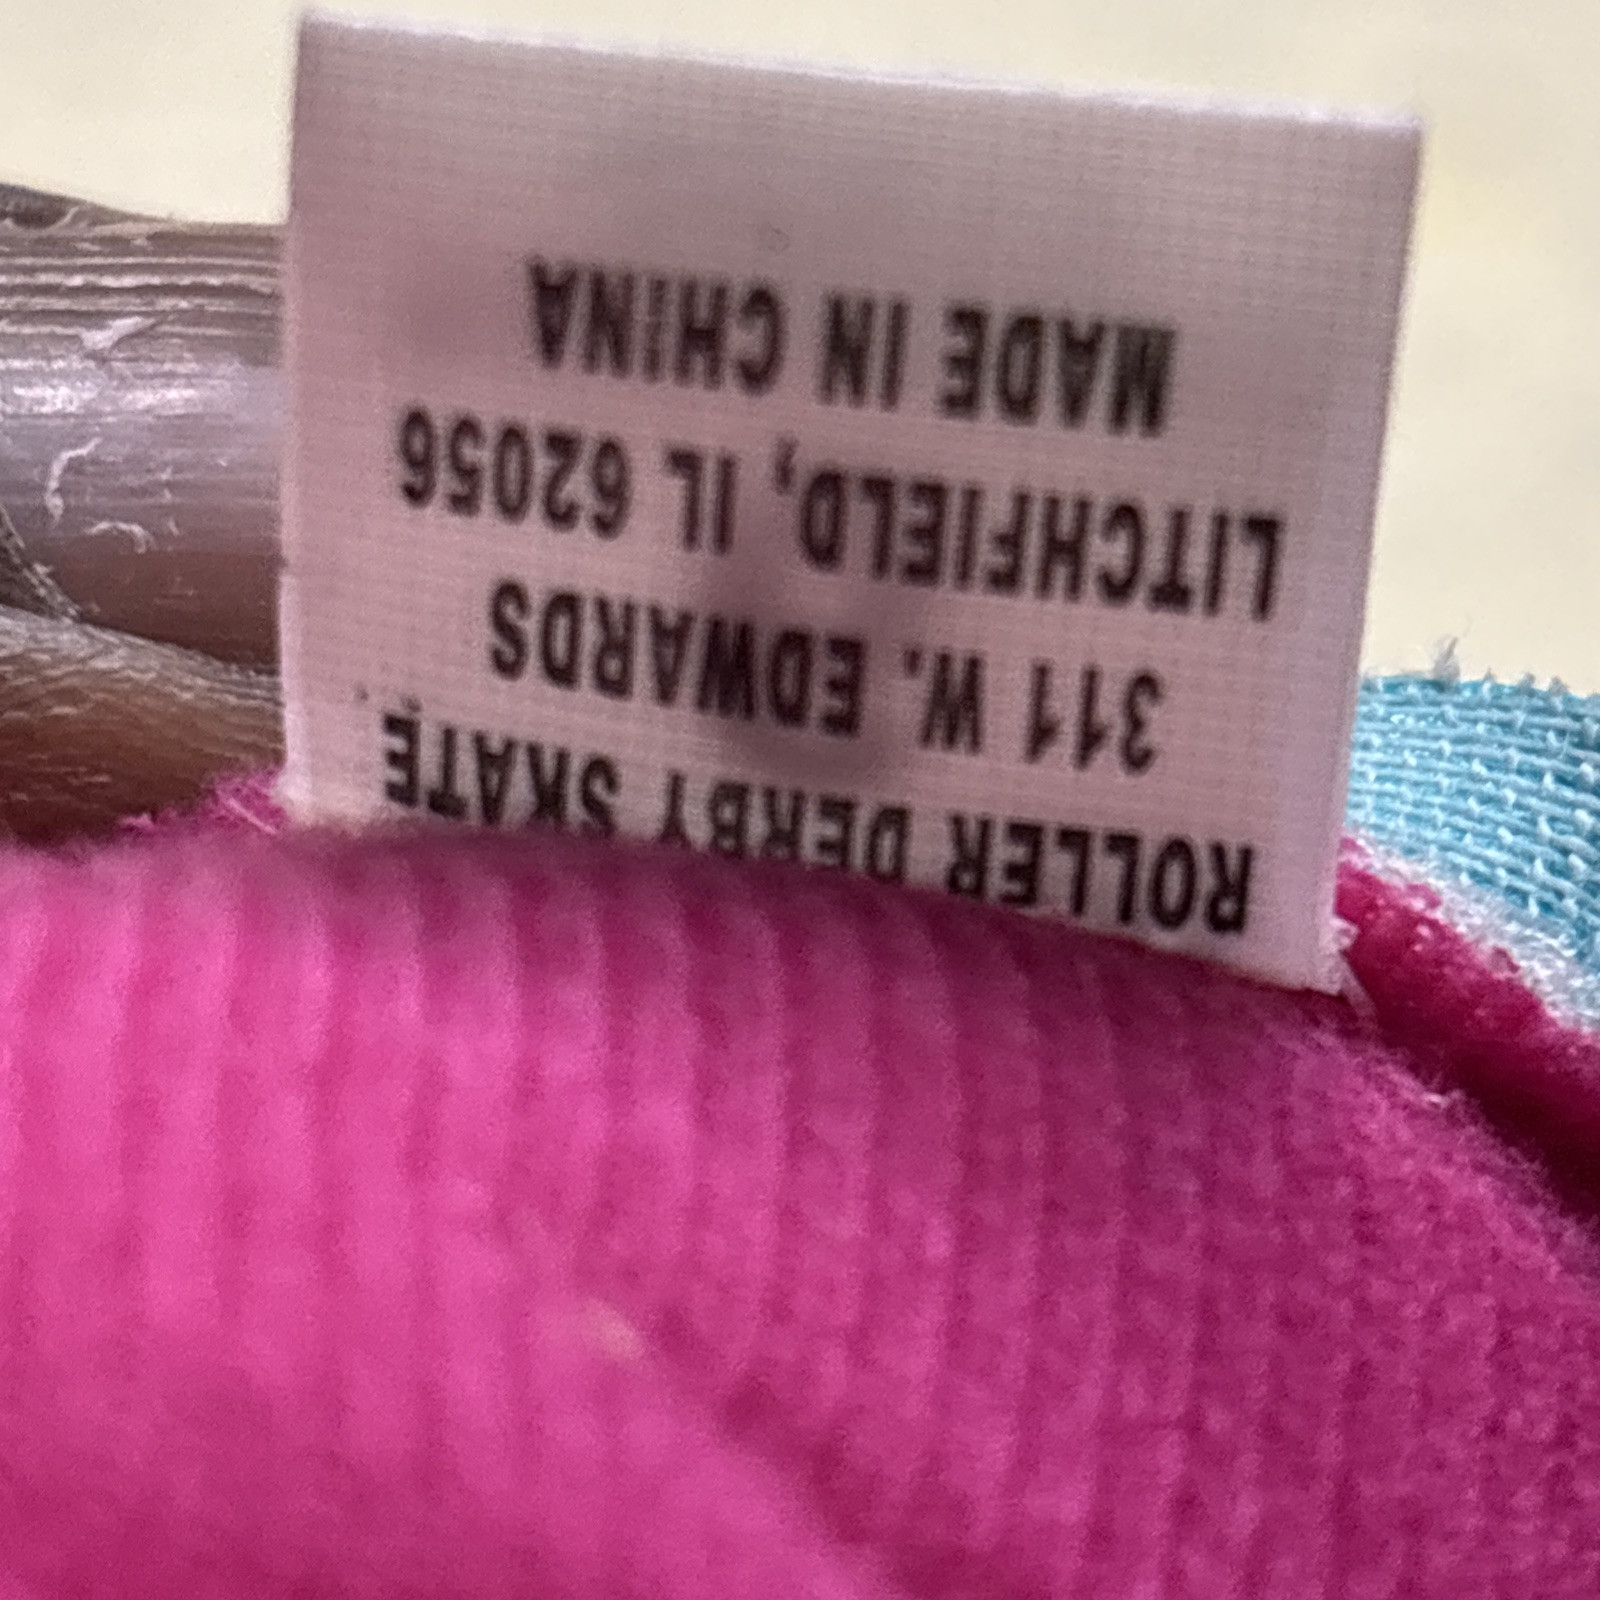 ROLLER DERBY SKATE
311 W. EDWARDS
LITCHFIELD, IL 62056
MADE IN CHINA